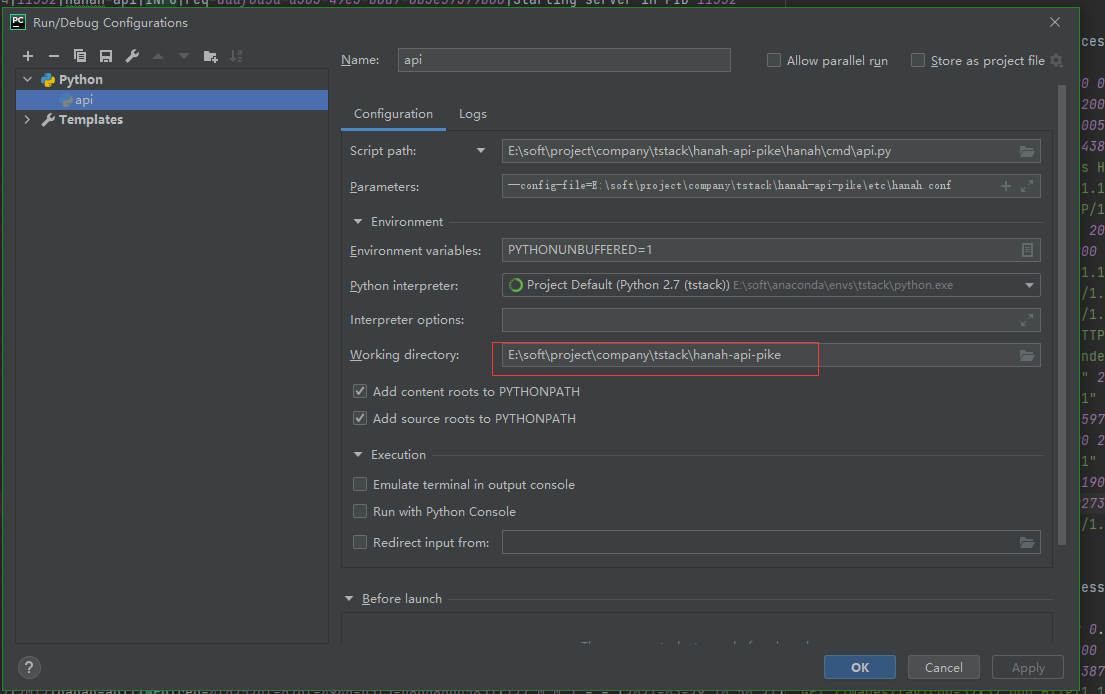 Run/Debug Configurations
Python
api
Templates
Name: api
Allow parallel run
Store as project file
Configuration
Logs
Script path: E:\soft\project\company\tstack\hanah-api-pike\hanah\cmd\api.py
Parameters: --config-file=E:\soft\project\company\tstack\hanah-api-pike\etc\hanah.conf
Environment
Environment variables: PYTHONUNBUFFERED=1
Python interpreter: Project Default (Python 2.7 (tstack)) E:\soft\anaconda\envs\tstack\python.exe
Interpreter options:
Working directory: E:\soft\project\company\tstack\hanah-api-pike
Add content roots to PYTHONPATH
Add source roots to PYTHONPATH
Execution
Emulate terminal in output console
Run with Python Console
Redirect input from:
Before launch
OK
Cancel
Apply